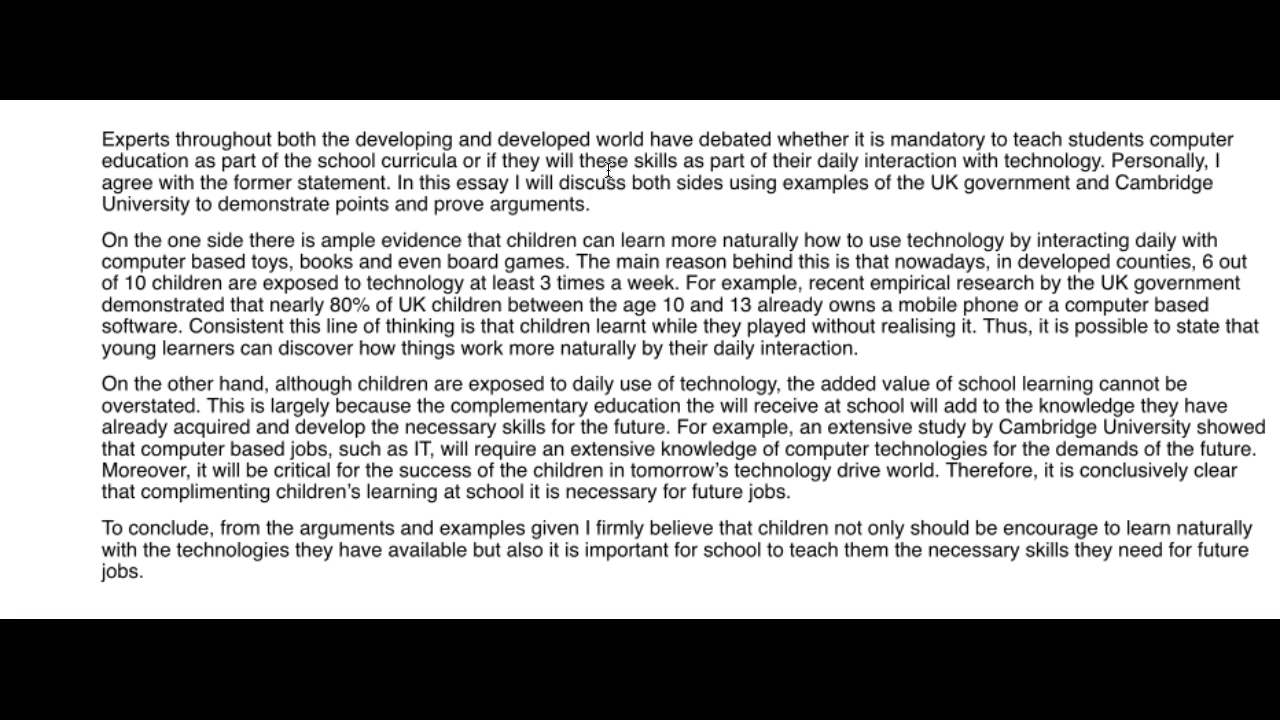 Experts throughout both the developing and developed world have debated whether it is mandatory to teach students computer
education as part of the school curricula or if they will these skills as part of their daily interaction with technology. Personally, I
agree with the former statement. In this essay I will discuss both sides using examples of the UK government and Cambridge
University to demonstrate points and prove arguments.
On the one side there is ample evidence that children can learn more naturally how to use technology by interacting daily with
computer based toys, books and even board games. The main reason behind this is that nowadays, in developed counties, 6 out
of 10 children are exposed to technology at least 3 times a week. For example, recent empirical research by the UK government
demonstrated that nearly 80% of UK children between the age 10 and 13 already owns a mobile phone or a computer based
software. Consistent this line of thinking is that children learnt while they played without realising it. Thus, it is possible to state that
young learners can discover how things work more naturally by their daily interaction.
On the other hand, although children are exposed to daily use of technology, the added value of school learning cannot be
overstated. This is largely because the complementary education the will receive at school will add to the knowledge they have
already acquired and develop the necessary skills for the future. For example, an extensive study by Cambridge University showed
that computer based jobs, such as IT, will require an extensive knowledge of computer technologies for the demands of the future.
Moreover, it will be critical for the success of the children in tomorrow’s technology drive world. Therefore, it is conclusively clear
that complimenting children’s learning at school it is necessary for future jobs.
To conclude, from the arguments and examples given I firmly believe that children not only should be encourage to learn naturally
with the technologies they have available but also it is important for school to teach them the necessary skills they need for future
jobs.